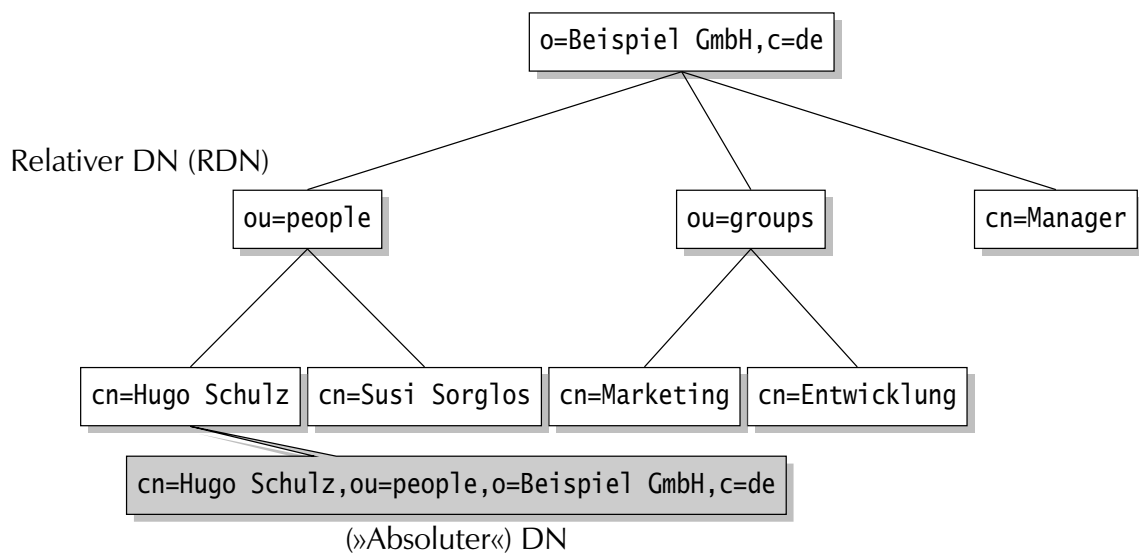 o=Beispiel GmbH,c=de
Relativer DN (RDN)
ou=people
ou=groups
cn=Manager
cn=Hugo Schulz
cn=Susi Sorglos
cn=Marketing
cn=Entwicklung
cn=Hugo Schulz,ou=people,o=Beispiel GmbH,c=de
(»Absoluter«) DN